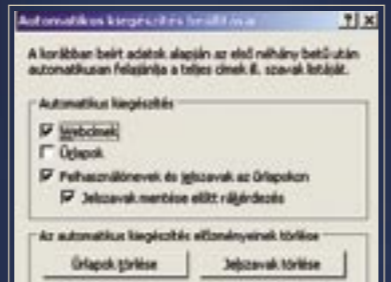 Automatikus kiegészítés beállításai
A korábban beírt adatok alapján az első néhány betű után
automatikusan felajánlja a teljes címek ill. szavak listáját.
Automatikus kiegészítés
Webcímek
Űrlapok
Felhasználónevek és jelszavak az űrlapokon
Jelszavak mentése előtt rákérdezés
Az automatikus kiegészítés előzményeinek törlése
Űrlapok törlése
Jelszavak törlése